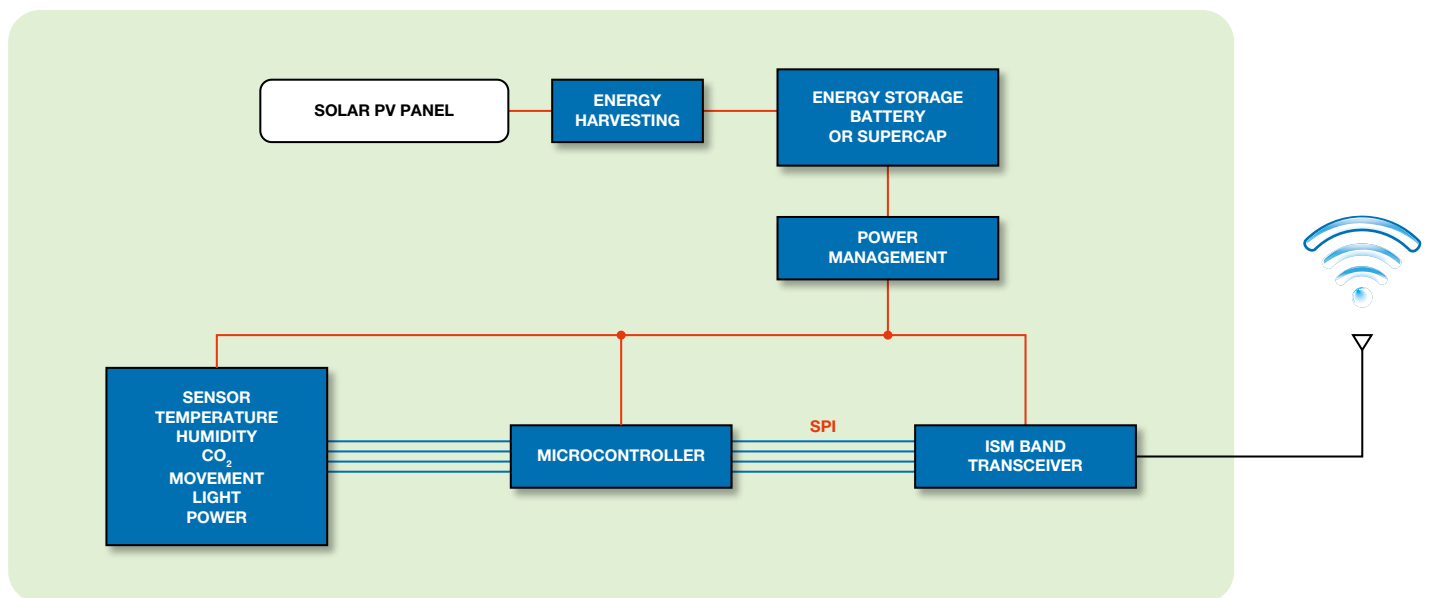 SOLAR PV PANEL
ENERGY
HARVESTING
ENERGY STORAGE
BATTERY
OR SUPERCAP
POWER
MANAGEMENT
SENSOR
TEMPERATURE
HUMIDITY
CO2
MOVEMENT
LIGHT
POWER
MICROCONTROLLER
SPI
ISM BAND
TRANSCEIVER